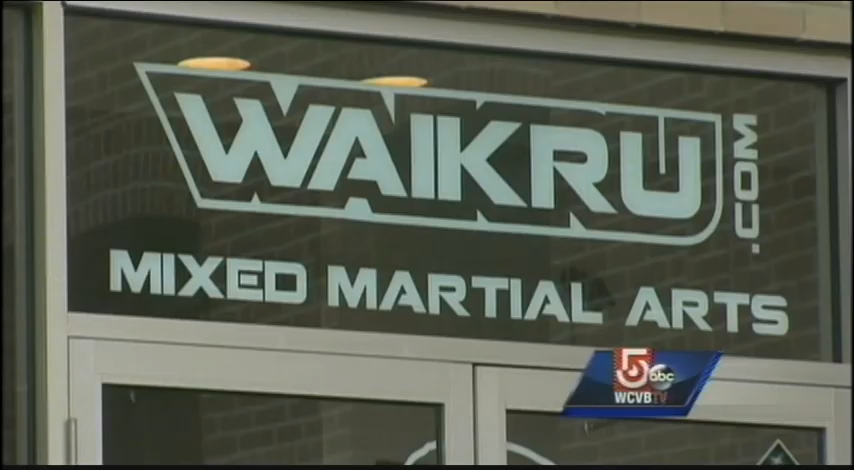 WAIKRU
.COM
MIXED MARTIAL ARTS
5 abc
WCVB TV